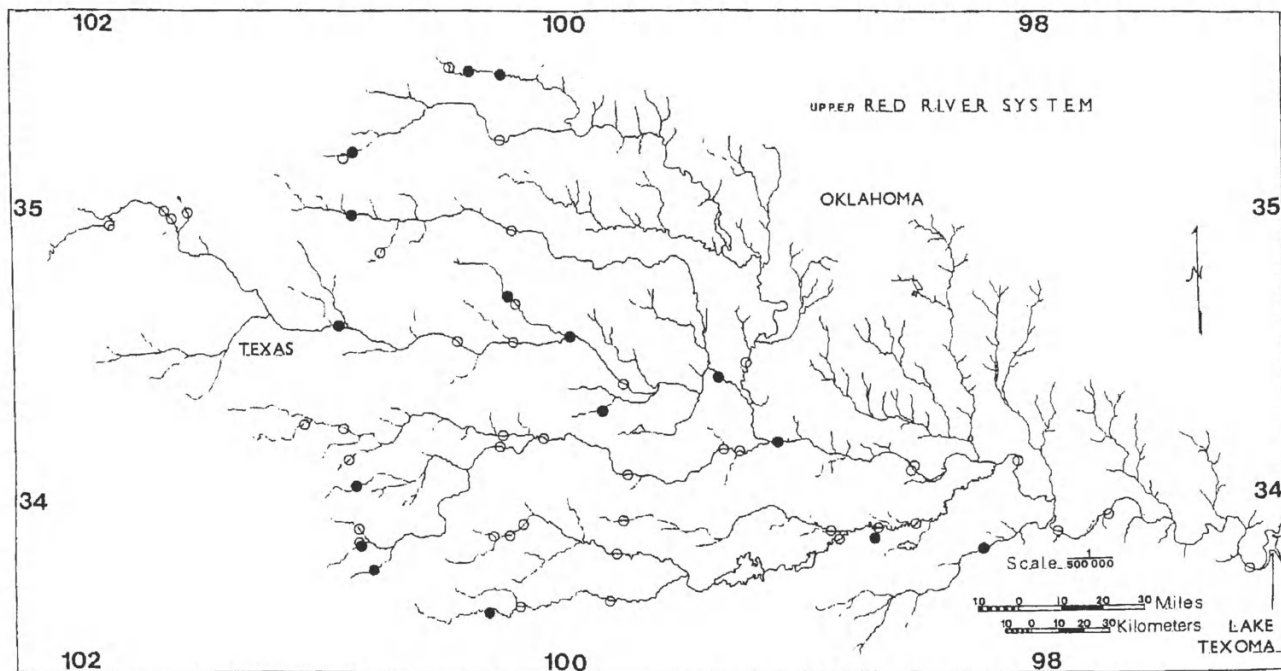 102 100 98
UPPER RED RIVER SYSTEM
OKLAHOMA
35 35
TEXAS
34 34
Scale 1/500000
10 0 10 20 30 Miles
10 0 10 20 30 Kilometers
LAKE
TEXOMA
102 100 98